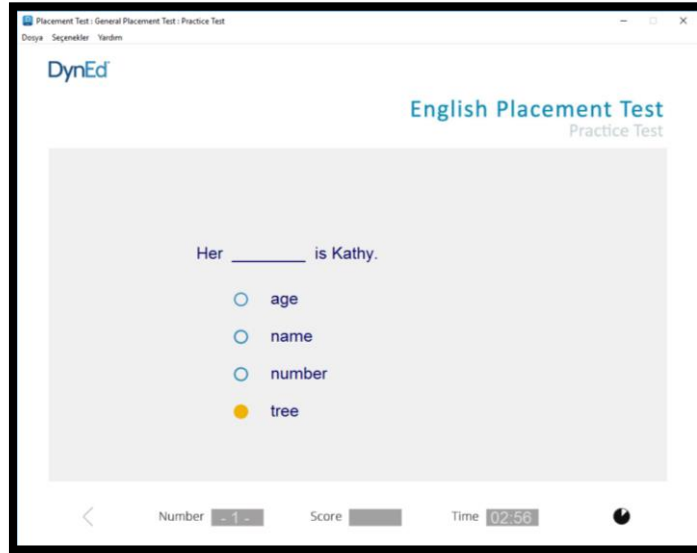 Placement Test : General Placement Test : Practice Test
Dosya Seçenekler Yardım
DynEd
English Placement Test
Practice Test
Her ________ is Kathy.
age
name
number
tree
Number - 1 - Score Time 02:56